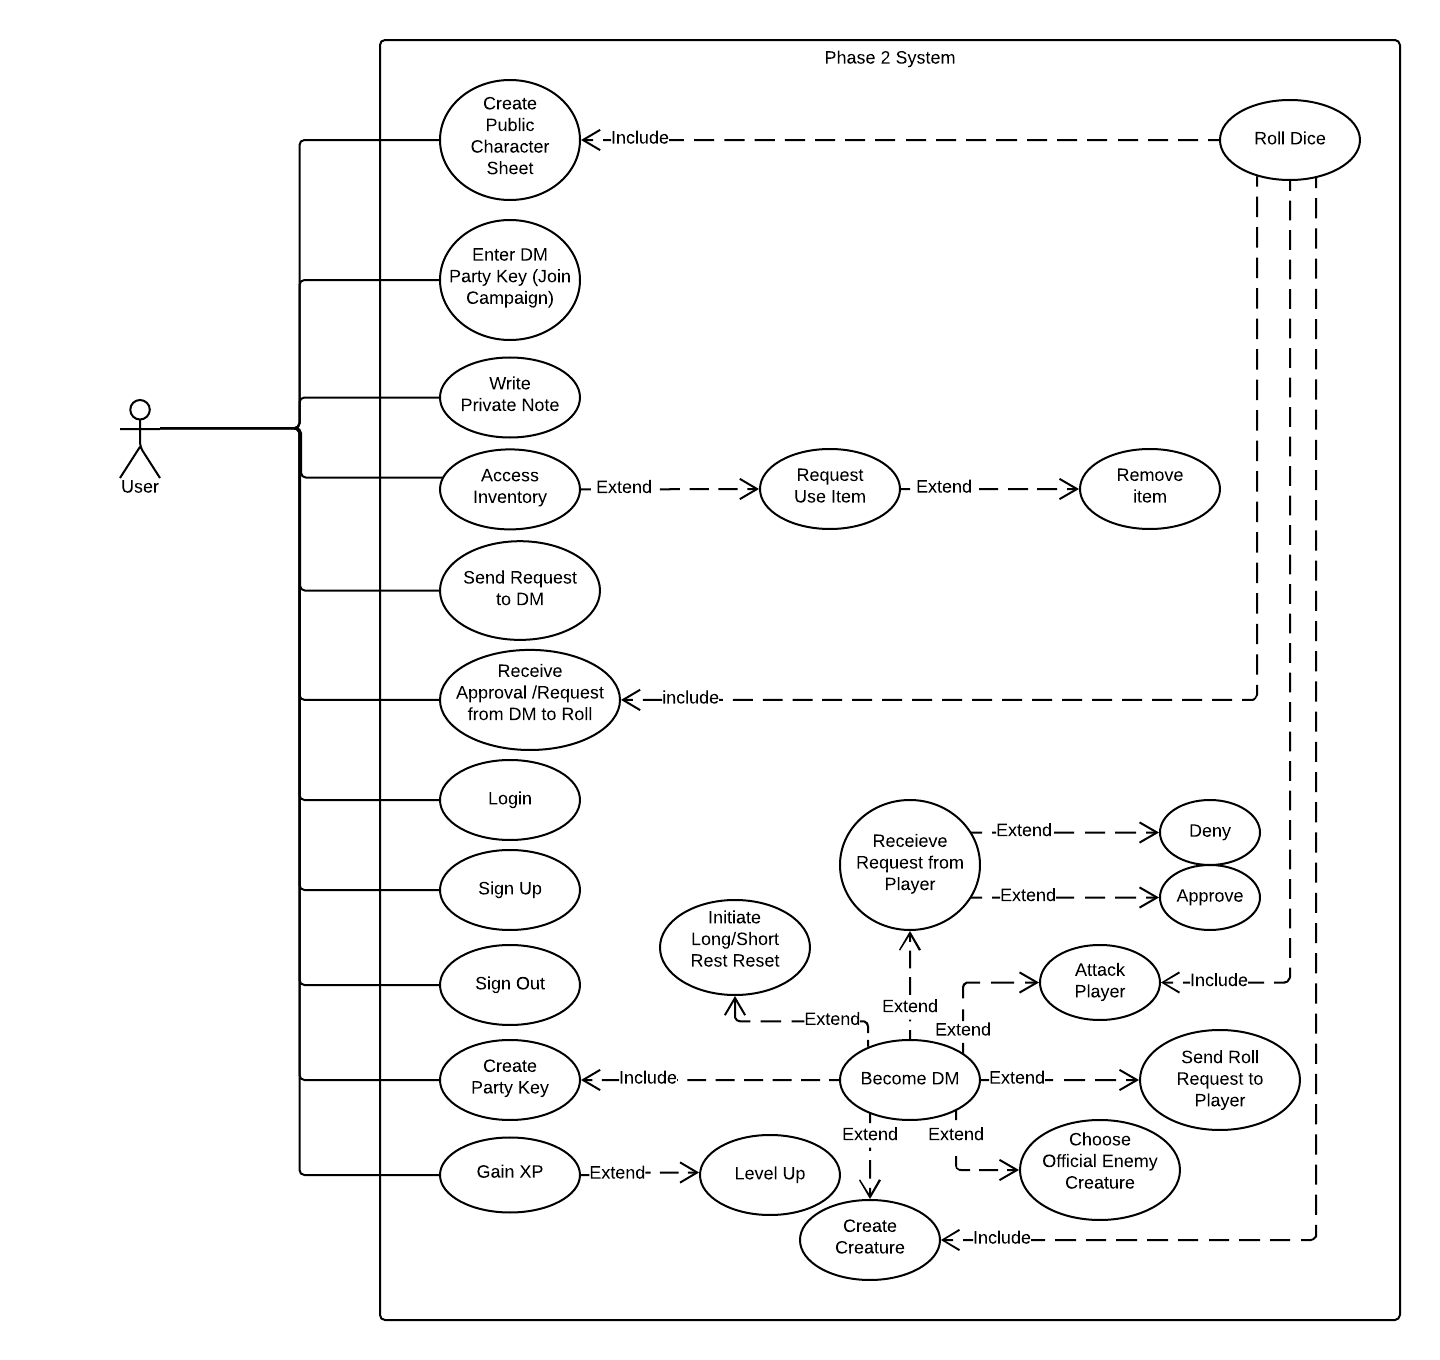 Phase 2 System
Create
Public
Character
Sheet
Include
Roll Dice
Enter DM
Party Key (Join
Campaign)
Write
Private Note
User
Access
Inventory
Extend
Request
Use Item
Extend
Remove
item
Send Request
to DM
Receive
Approval /Request
from DM to Roll
include
Login
Receieve
Request from
Player
Extend
Deny
Extend
Approve
Sign Up
Initiate
Long/Short
Rest Reset
Sign Out
Extend
Extend
Extend
Attack
Player
Include
Create
Party Key
Include
Become DM
Extend
Send Roll
Request to
Player
Extend
Extend
Choose
Official Enemy
Creature
Gain XP
Extend
Level Up
Create
Creature
Include